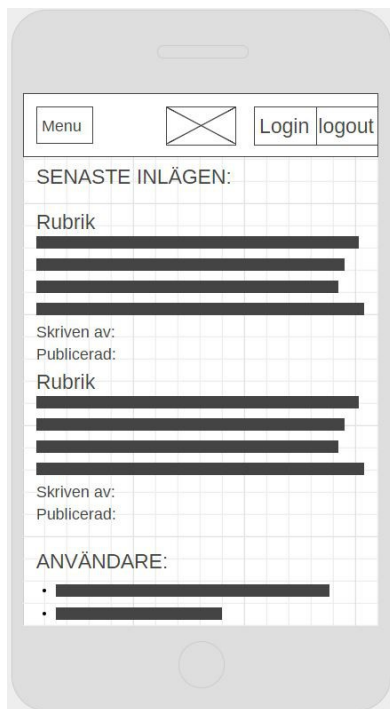 Menu Login logout
SENASTE INLÄGEN:
Rubrik
Skriven av:
Publicerad:
Rubrik
Skriven av:
Publicerad:
ANVÄNDARE: